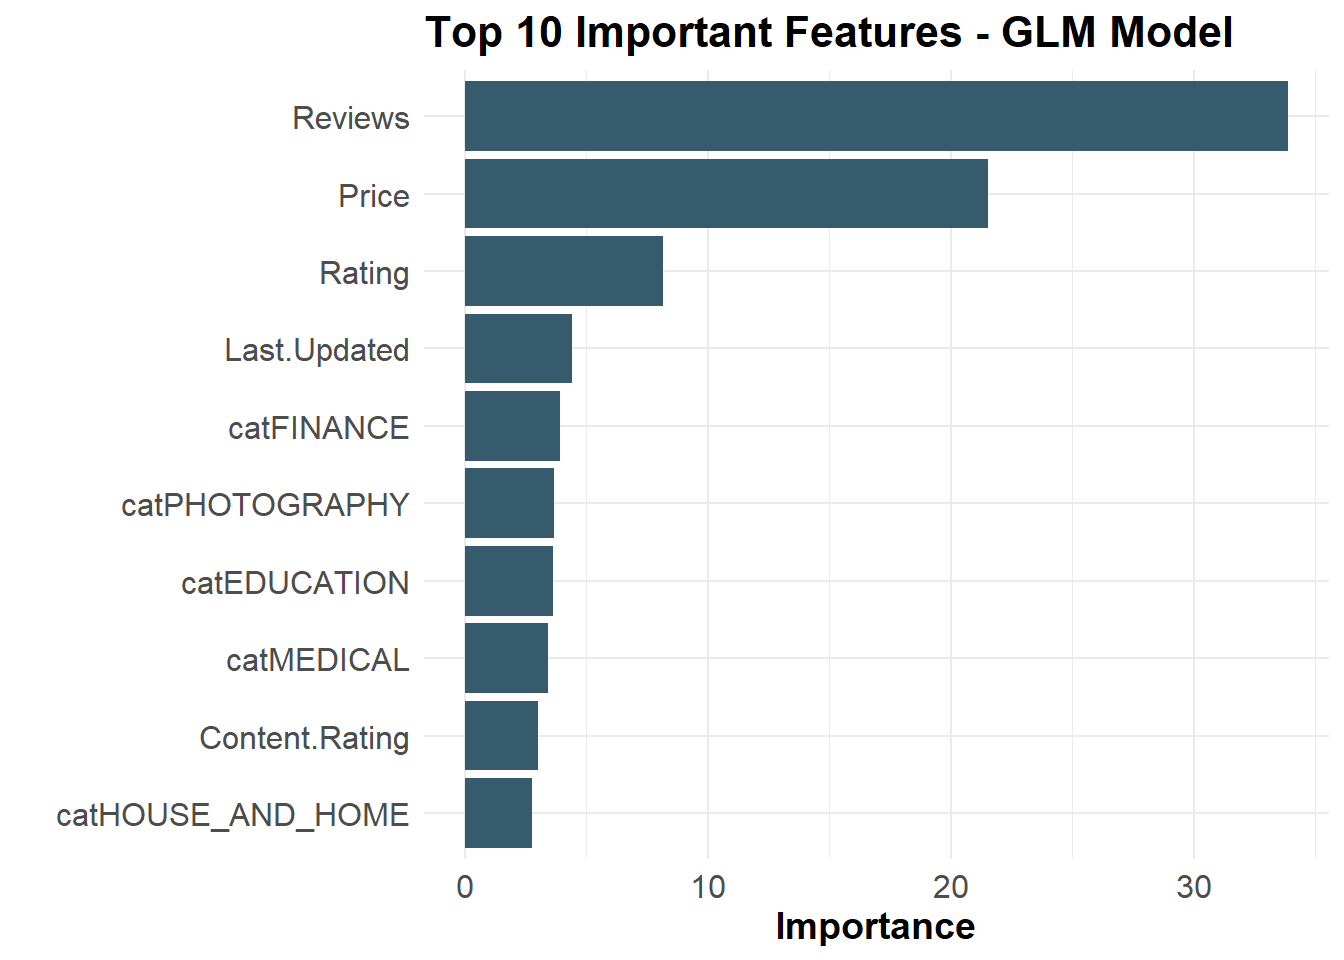 Top 10 Important Features - GLM Model
Reviews
Price
Rating
Last.Updated
catFINANCE
catPHOTOGRAPHY
catEDUCATION
catMEDICAL
Content.Rating
catHOUSE_AND_HOME
0 10 20 30
Importance